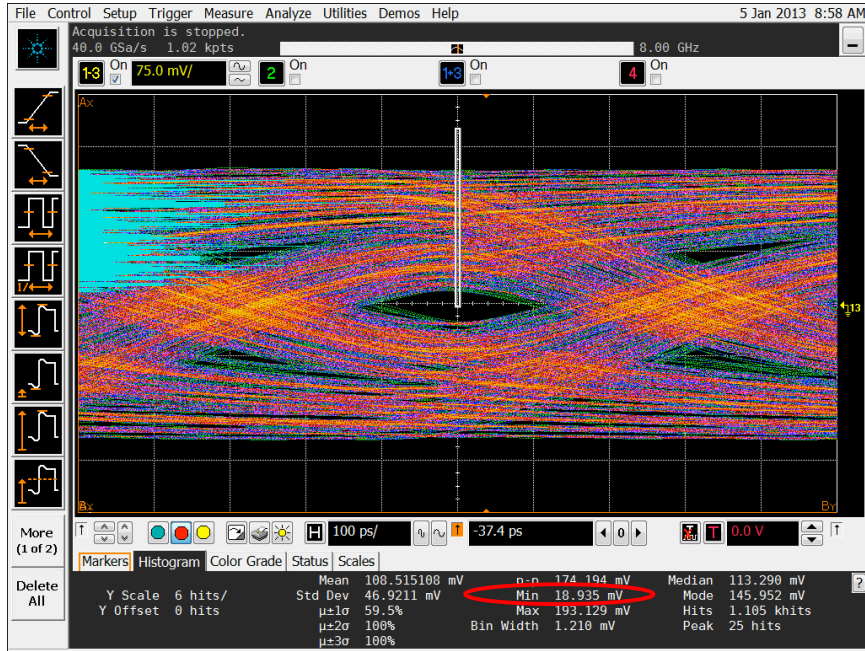 File Control Setup Trigger Measure Analyze Utilities Demos Help 5 Jan 2013 8:58 AM
Acquisition is stopped.
40.0 GSa/s 1.02 kpts 8.00 GHz
1-3 On 75.0 mV/ 2 On 1+3 On 4 On
Ax
13
1/
Ax
By
More
(1 of 2)
Delete
All
H 100 ps/ -37.4 ps 0 T 0.0 V
Markers Histogram Color Grade Status Scales
Mean 108.515108 mV p-p 174.194 mV Median 113.290 mV ?
Y Scale 6 hits/ Std Dev 46.9211 mV Min 18.935 mV Mode 145.952 mV
Y Offset 0 hits μ±1σ 59.5% Max 193.129 mV Hits 1.105 khits
μ±2σ 100% Bin Width 1.210 mV Peak 25 hits
μ±3σ 100%